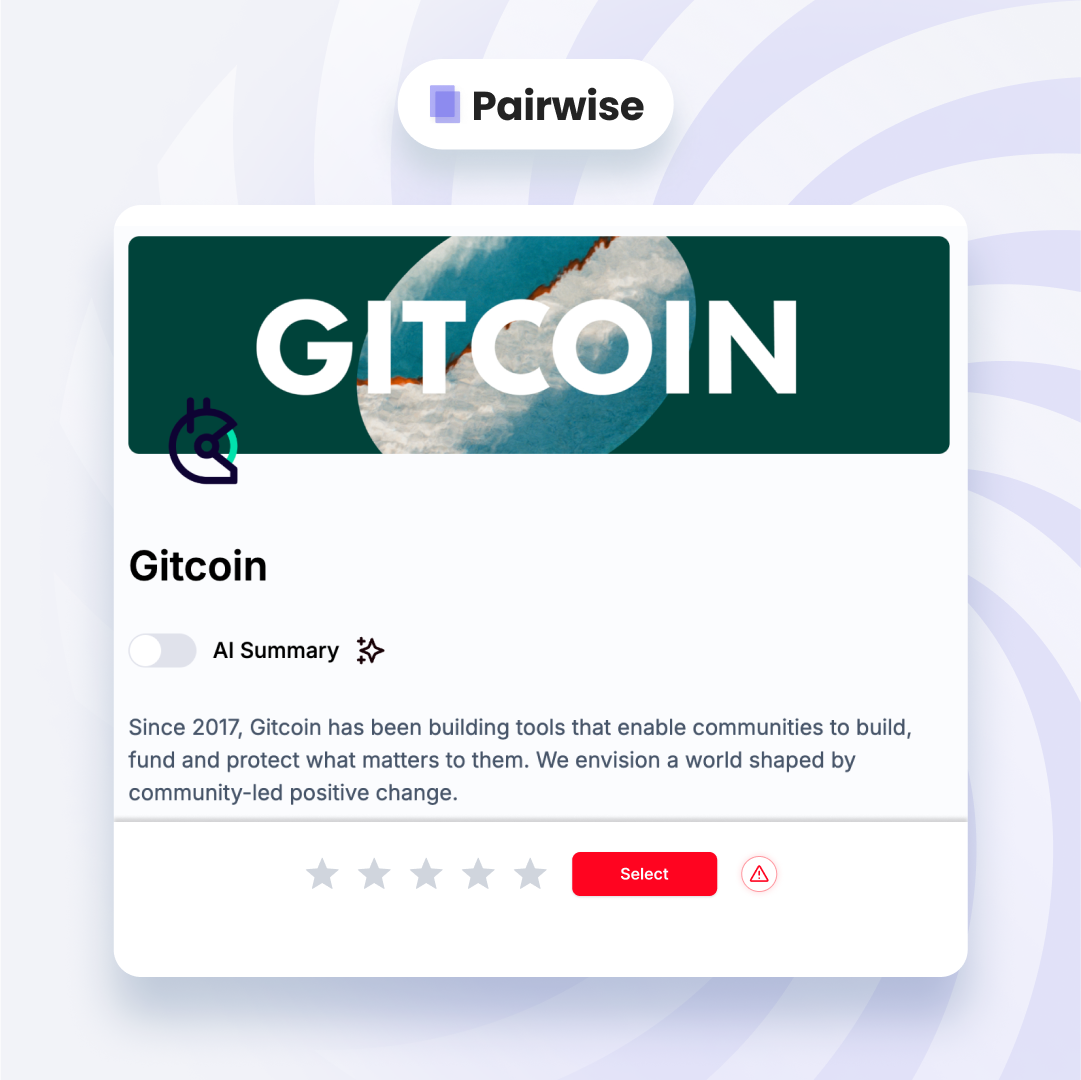 Pairwise
GITCOIN
Gitcoin
AI Summary
Since 2017, Gitcoin has been building tools that enable communities to build,
fund and protect what matters to them. We envision a world shaped by
community-led positive change.
Select